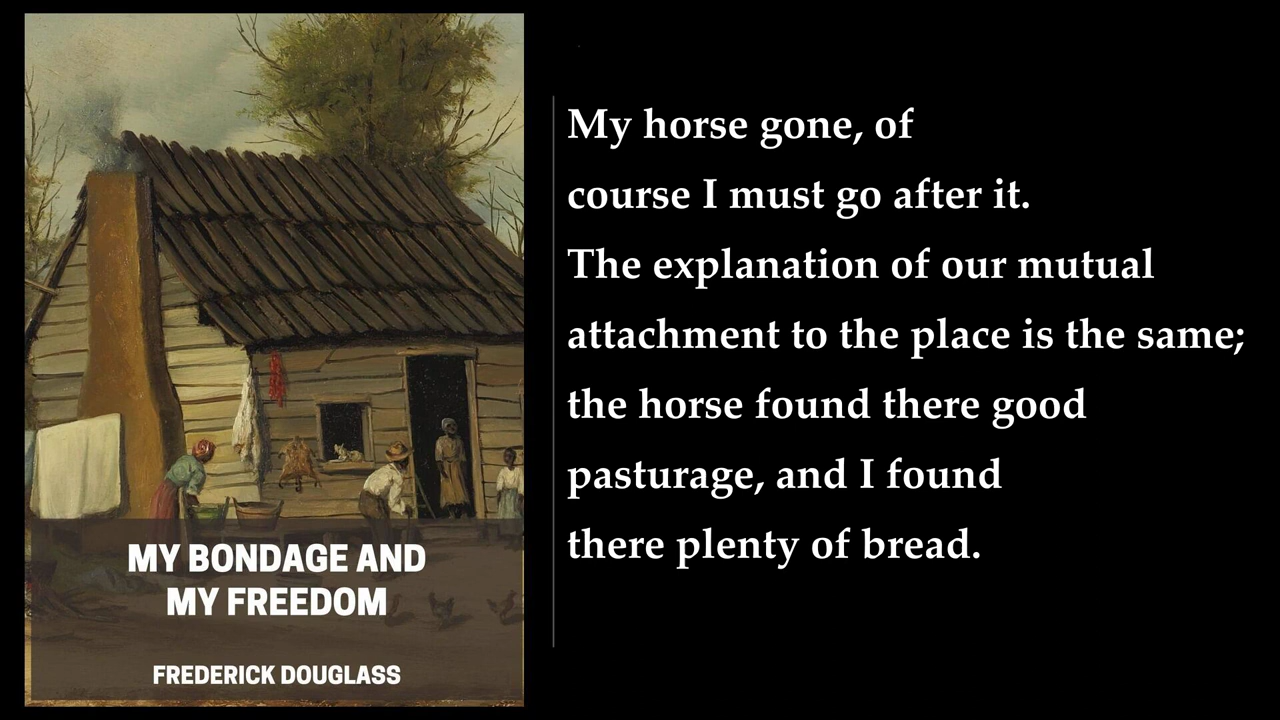 MY BONDAGE AND
MY FREEDOM
FREDERICK DOUGLASS
My horse gone, of
course I must go after it.
The explanation of our mutual
attachment to the place is the same;
the horse found there good
pasturage, and I found
there plenty of bread.